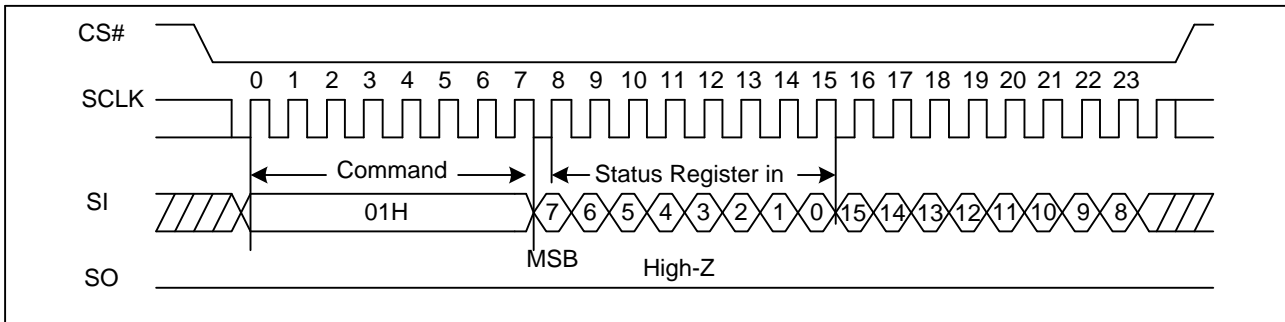 CS#
0 1 2 3 4 5 6 7 8 9 10 11 12 13 14 15 16 17 18 19 20 21 22 23
SCLK
Command Status Register in
SI 01H 7 6 5 4 3 2 1 0 15 14 13 12 11 10 9 8
MSB High-Z
SO